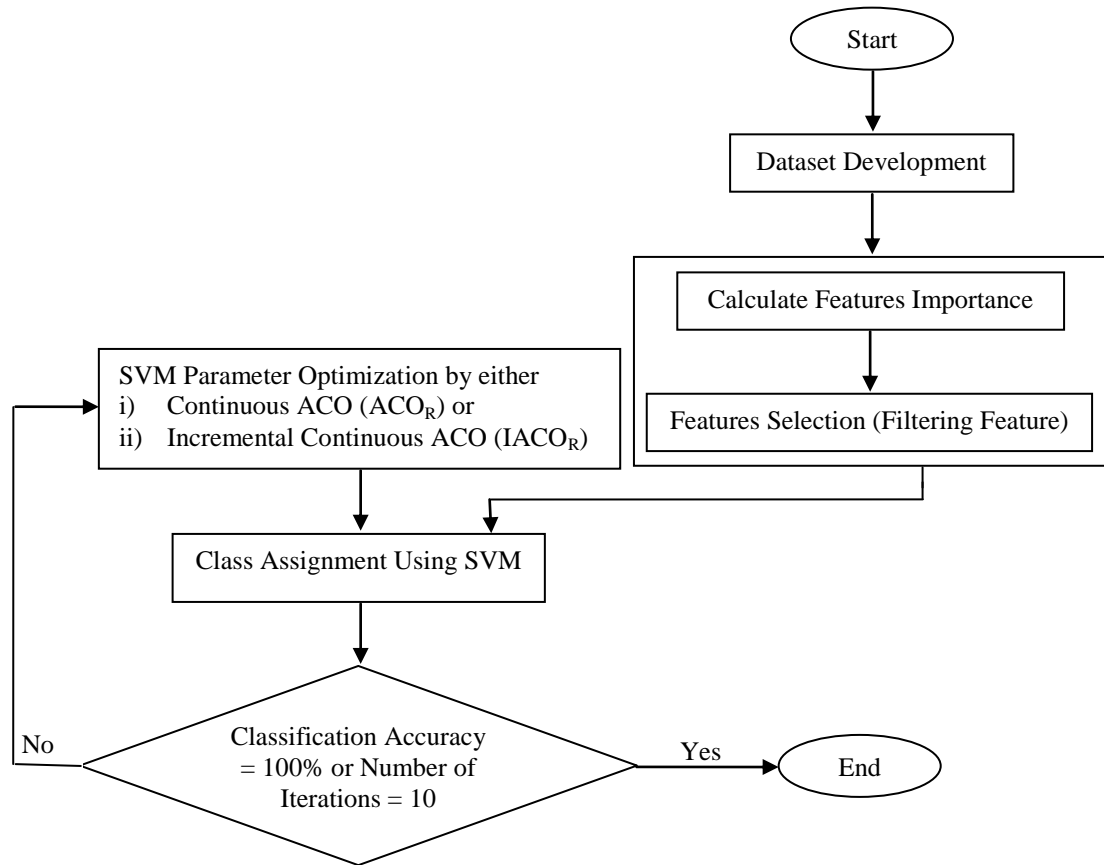 Start
Dataset Development
Calculate Features Importance
Features Selection (Filtering Feature)
SVM Parameter Optimization by either
i) Continuous ACO (ACO_R) or
ii) Incremental Continuous ACO (IACO_R)
Class Assignment Using SVM
Classification Accuracy
= 100% or Number of
Iterations = 10
No
Yes
End